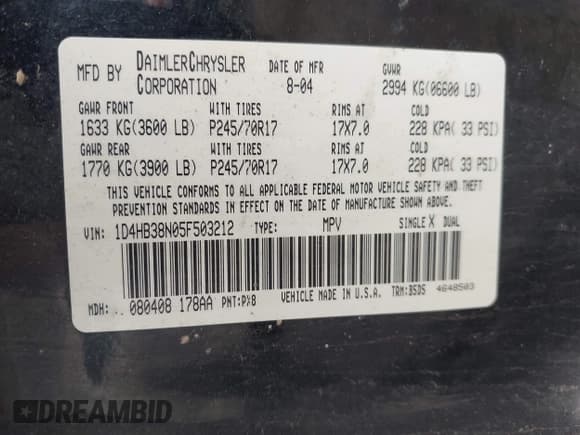 MFD BY DAIMLERCHRYSLER CORPORATION DATE OF MFR 8-04 GVWR 2994 KG(06600 LB)
GAWR FRONT WITH TIRES RIMS AT COLD
1633 KG(3600 LB) P245/70R17 17X7.0 228 KPA( 33 PSI)
GAWR REAR WITH TIRES RIMS AT COLD
1770 KG(3900 LB) P245/70R17 17X7.0 228 KPA( 33 PSI)
THIS VEHICLE CONFORMS TO ALL APPLICABLE FEDERAL MOTOR VEHICLE SAFETY AND THEFT
PREVENTION STANDARDS IN EFFECT ON THE DATE OF MANUFACTURE SHOWN ABOVE.
VIN: 1D4HB38N05F503212 TYPE: MPV SINGLE X DUAL
MDH: 080408 178AA PNT:PX8 VEHICLE MADE IN U.S.A. TRM:B5D5 4648503
DREAMBID